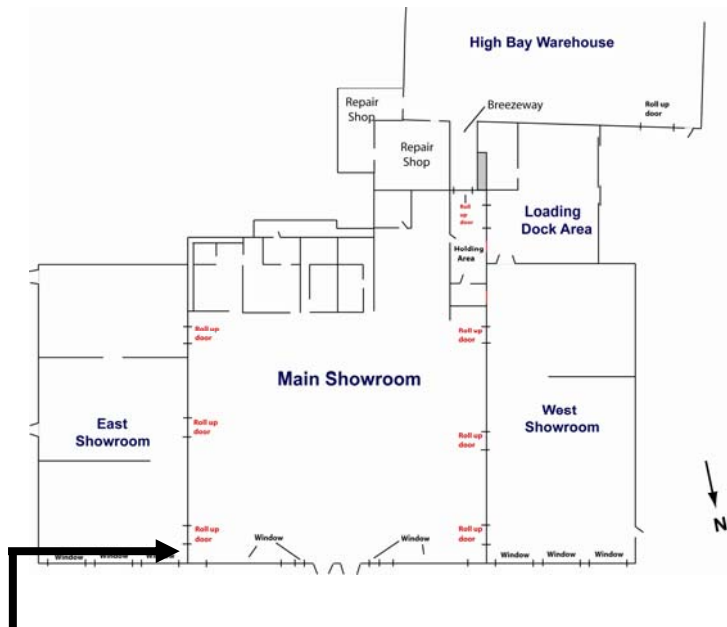 High Bay Warehouse
Repair
Shop
Breezeway
Roll up
door
Repair
Shop
Roll
up
door
Loading
Dock Area
Holding
Area
Roll up
door
Roll up
door
Main Showroom
East
Showroom
Roll up
door
West
Showroom
Roll up
door
Roll up
door
Roll up
door
N
Window
Window
Window
Window
Window
Window
Window
Window